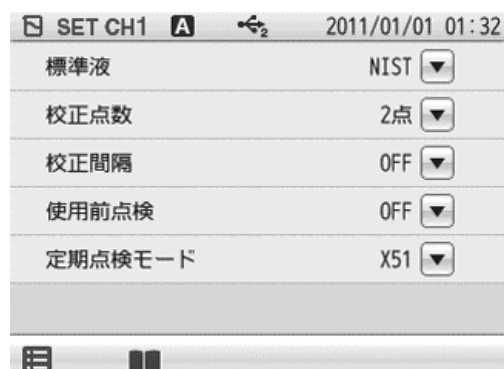 SET CH1 A 2 2011/01/01 01:32
標準液 NIST
校正点数 2点
校正間隔 OFF
使用前点検 OFF
定期点検モード X51